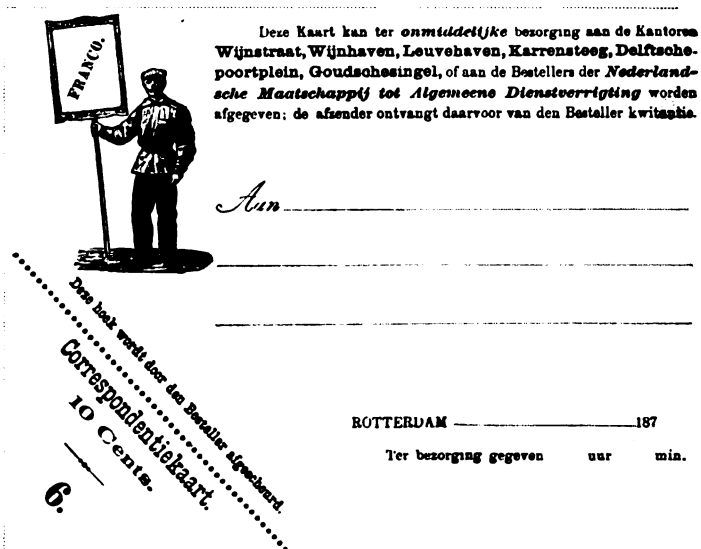 FRANCO.
Deze Kaart kan ter onmiddelijke bezorging aan de Kantoren
Wijnstraat, Wijnhaven, Leuvehaven, Karrensteeg, Delftsche-
poortplein, Goudschesingel, of aan de Bestellers der Nederland-
sche Maatschappij tot Algemeene Dienstverrigting worden
afgegeven; de afzender ontvangt daarvoor van den Besteller kwitantie.
Aan
Deze hoek wordt door den Besteller afgescheurd.
Correspondentiekaart.
10 Cents.
6.
ROTTERDAM 187
Ter bezorging gegeven uur min.